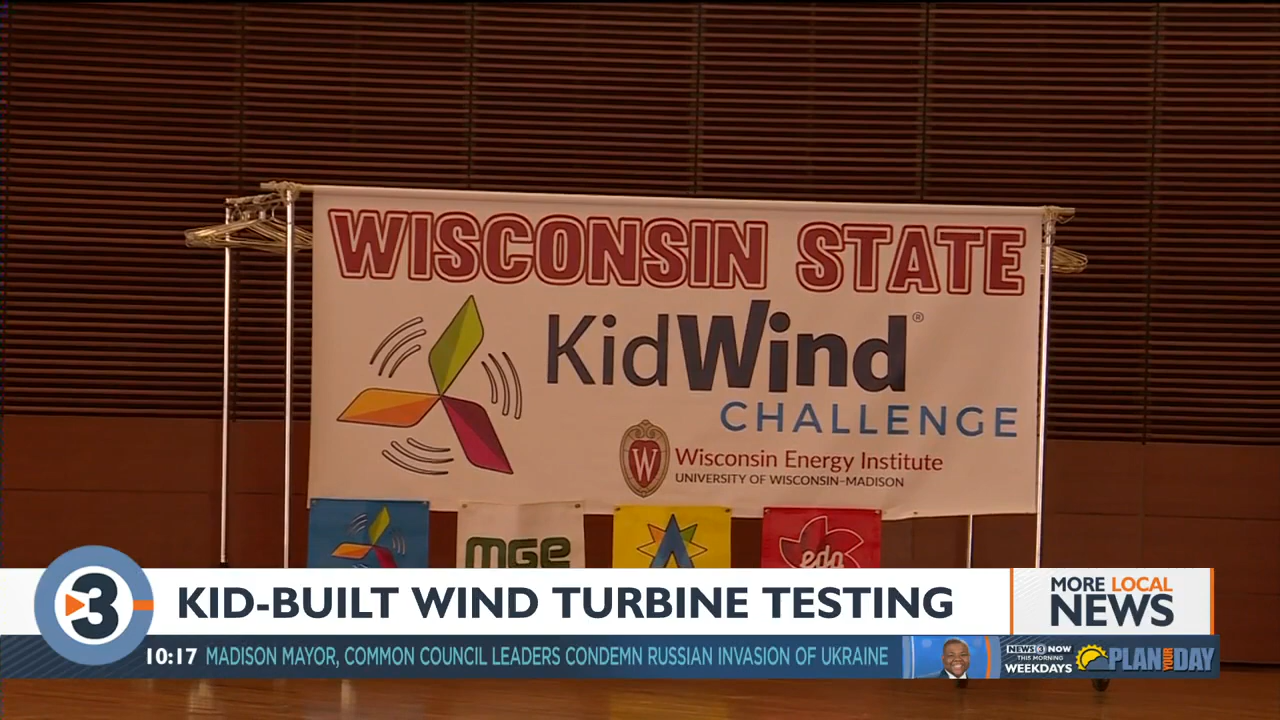 WISCONSIN STATE
KidWind®
CHALLENGE
W
Wisconsin Energy Institute
UNIVERSITY OF WISCONSIN–MADISON
mge
eda
3
KID-BUILT WIND TURBINE TESTING
MORE LOCAL
NEWS
10:17 MADISON MAYOR, COMMON COUNCIL LEADERS CONDEMN RUSSIAN INVASION OF UKRAINE
NEWS 3 NOW
THIS MORNING
WEEKDAYS
PLAN YOUR DAY